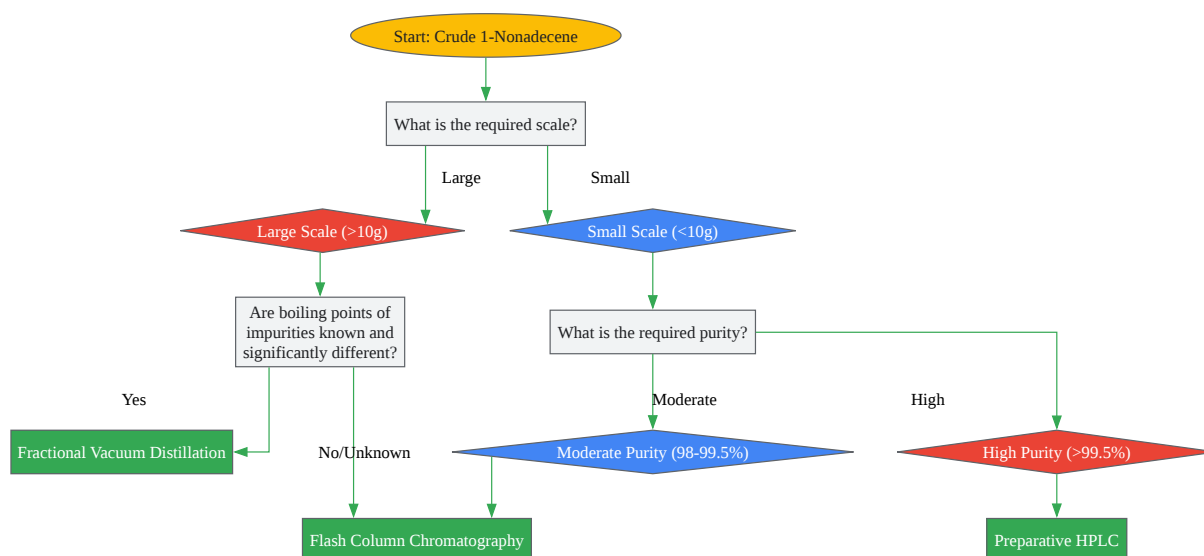 Start: Crude 1-Nonadecene
What is the required scale?
Large
Small
Large Scale (>10g)
Small Scale (<10g)
Are boiling points of
impurities known and
significantly different?
What is the required purity?
Yes
Moderate
High
Fractional Vacuum Distillation
No/Unknown
Moderate Purity (98-99.5%)
High Purity (>99.5%)
Flash Column Chromatography
Preparative HPLC